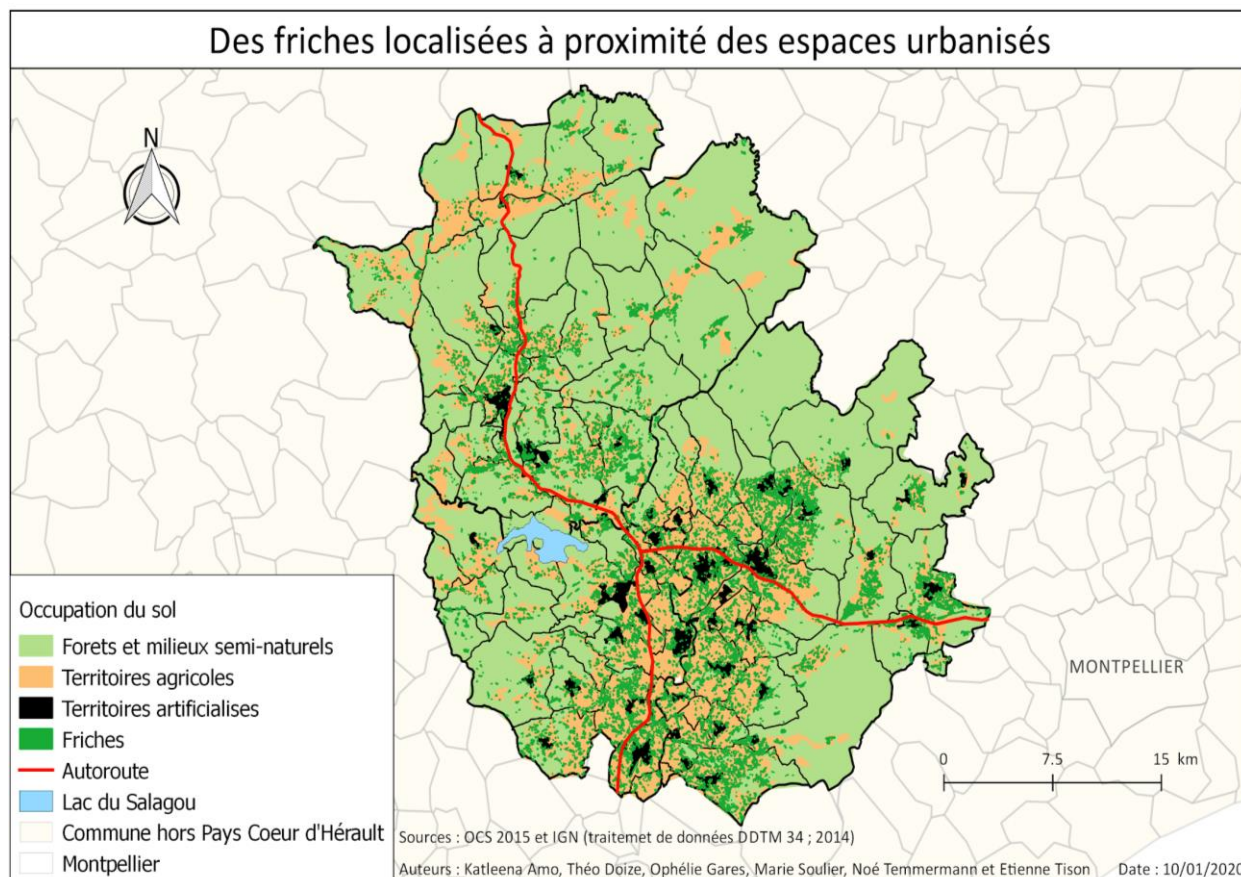 Des friches localisées à proximité des espaces urbanisés
N
MONTPELLIER
0 7.5 15 km
Occupation du sol
Forets et milieux semi-naturels
Territoires agricoles
Territoires artificialises
Friches
Autoroute
Lac du Salagou
Commune hors Pays Coeur d'Hérault
Montpellier
Sources : OCS 2015 et IGN (traitemet de données DDTM 34 ; 2014)
Auteurs : Katleena Amo, Théo Doize, Ophélie Gares, Marie Soulier, Noé Temmermann et Etienne Tison Date : 10/01/2020